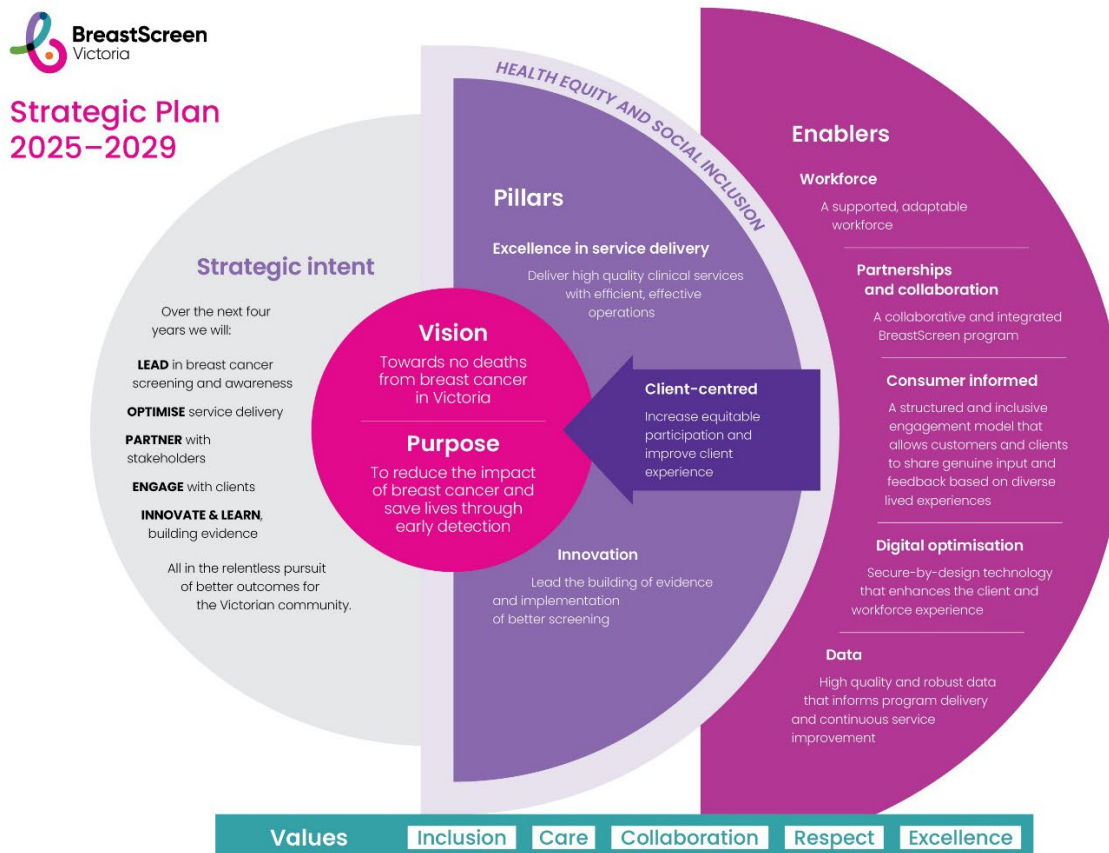 BreastScreen
Victoria
Strategic Plan
2025–2029
Strategic intent
Over the next four
years we will:
LEAD in breast cancer
screening and awareness
OPTIMISE service delivery
PARTNER with
stakeholders
ENGAGE with clients
INNOVATE & LEARN,
building evidence
All in the relentless pursuit
of better outcomes for
the Victorian community.
Vision
Towards no deaths
from breast cancer
in Victoria
Purpose
To reduce the impact
of breast cancer and
save lives through
early detection
HEALTH EQUITY AND SOCIAL INCLUSION
Pillars
Excellence in service delivery
Deliver high quality clinical services
with efficient, effective
operations
Client-centred
Increase equitable
participation and
improve client
experience
Innovation
Lead the building of evidence
and implementation
of better screening
Enablers
Workforce
A supported, adaptable
workforce
Partnerships
and collaboration
A collaborative and integrated
BreastScreen program
Consumer informed
A structured and inclusive
engagement model that
allows customers and clients
to share genuine input and
feedback based on diverse
lived experiences
Digital optimisation
Secure-by-design technology
that enhances the client and
workforce experience
Data
High quality and robust data
that informs program delivery
and continuous service
improvement
Values Inclusion Care Collaboration Respect Excellence